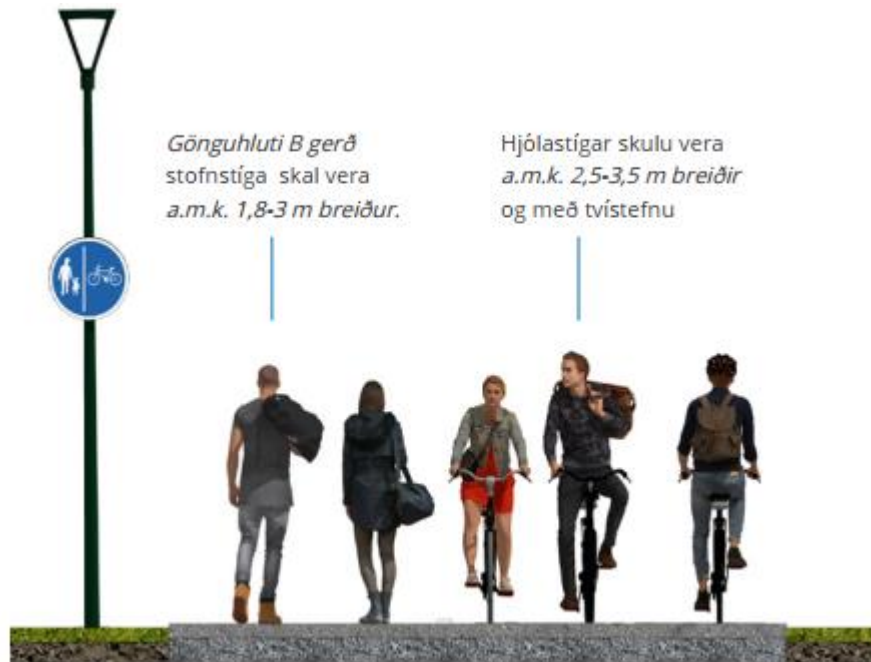 Gönguhluti B gerð
stofnstíga skal vera
a.m.k. 1,8-3 m breiður.
Hjólastígar skulu vera
a.m.k. 2,5-3,5 m breiðir
og með tvístefnu